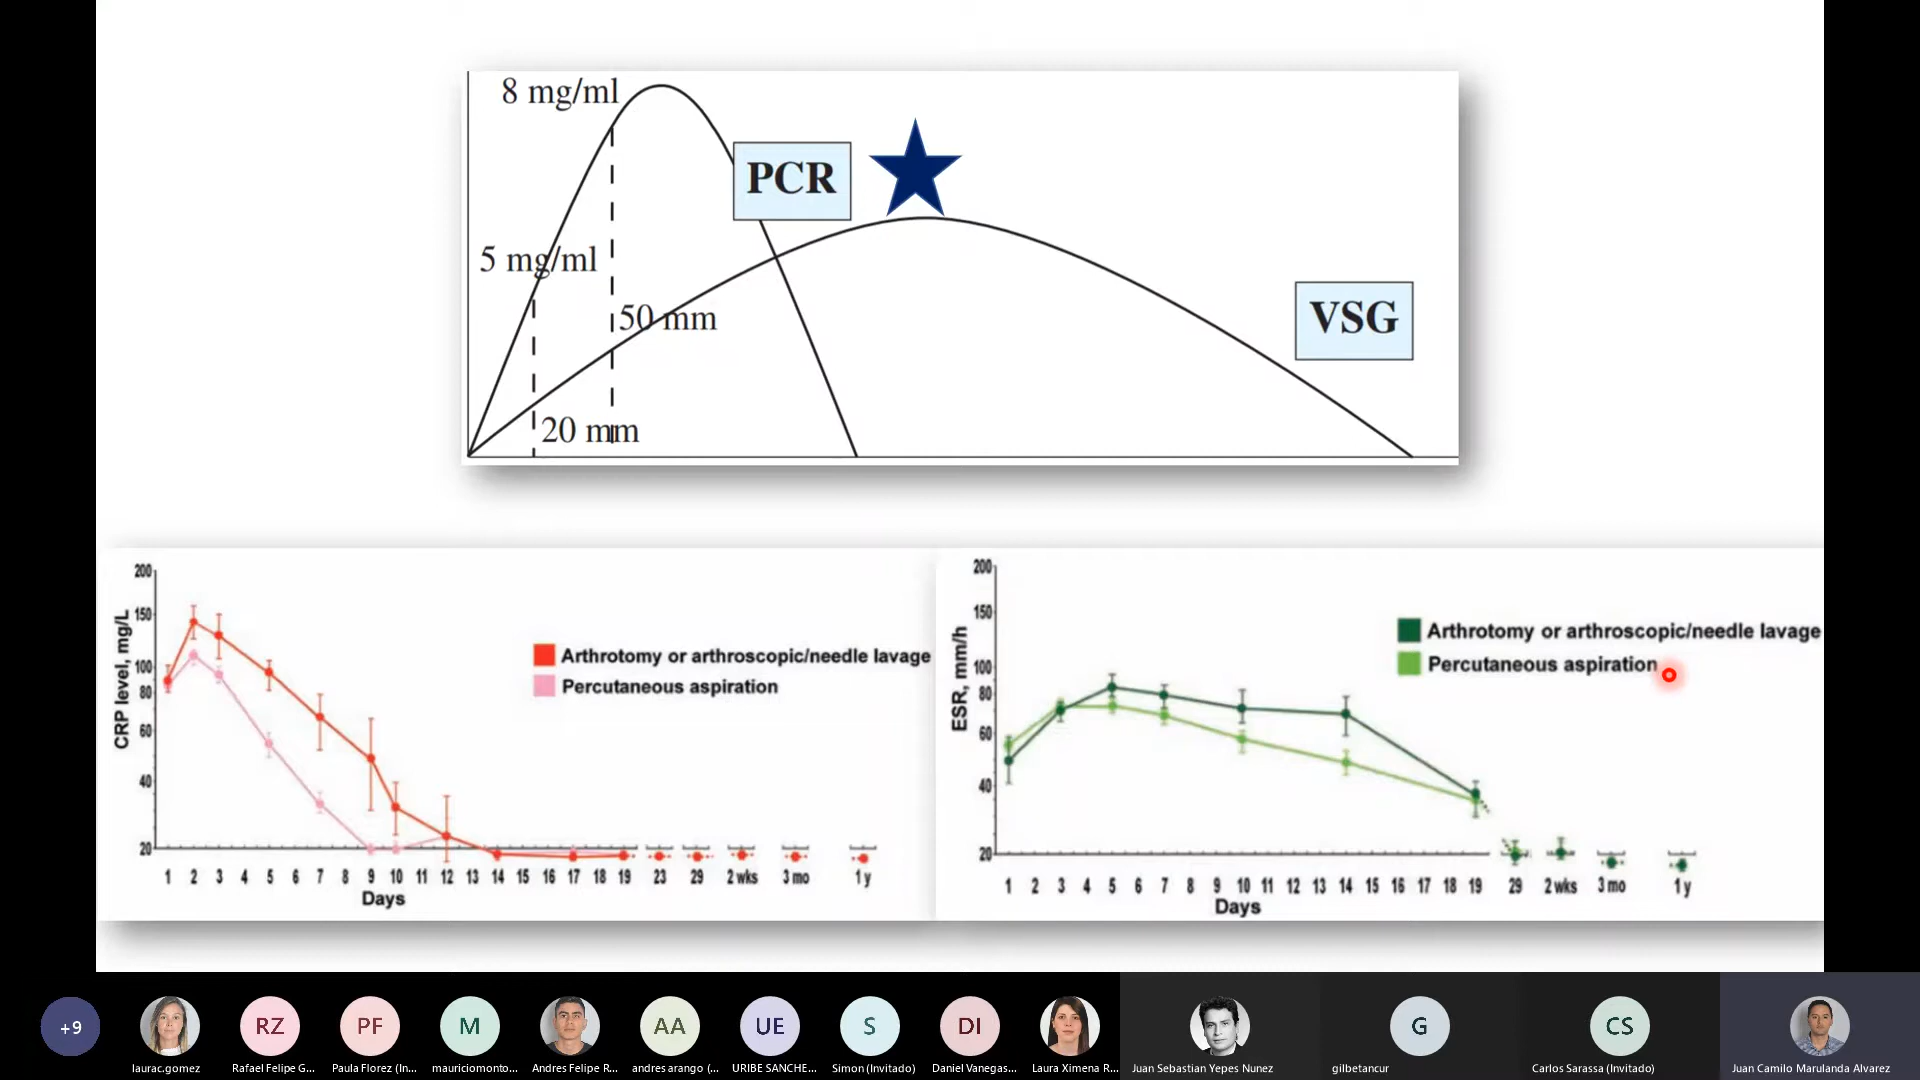 8 mg/ml
PCR
5 mg/ml
50 mm
VSG
20 mm
CRP level, mg/L
200
150
100
80
60
40
20
Arthrotomy or arthroscopic/needle lavage
Percutaneous aspiration
1 2 3 4 5 6 7 8 9 10 11 12 13 14 15 16 17 18 19 23 29 2 wks 3 mo 1 y
Days
ESR, mm/h
200
150
100
80
60
40
20
Arthrotomy or arthroscopic/needle lavage
Percutaneous aspiration
1 2 3 4 5 6 7 8 9 10 11 12 13 14 15 16 17 18 19 29 2 wks 3 mo 1 y
Days
+9
RZ
PF
M
AA
UE
S
DI
G
CS
laurac.gomez
Rafael Felipe G...
Paula Florez (In...
mauriciomonto...
Andres Felipe R...
andres arango (...
URIBE SANCHE...
Simon (Invitado)
Daniel Vanegas...
Laura Ximena R...
Juan Sebastian Yepes Nunez
gilbetancur
Carlos Sarassa (Invitado)
Juan Camilo Marulanda Alvarez